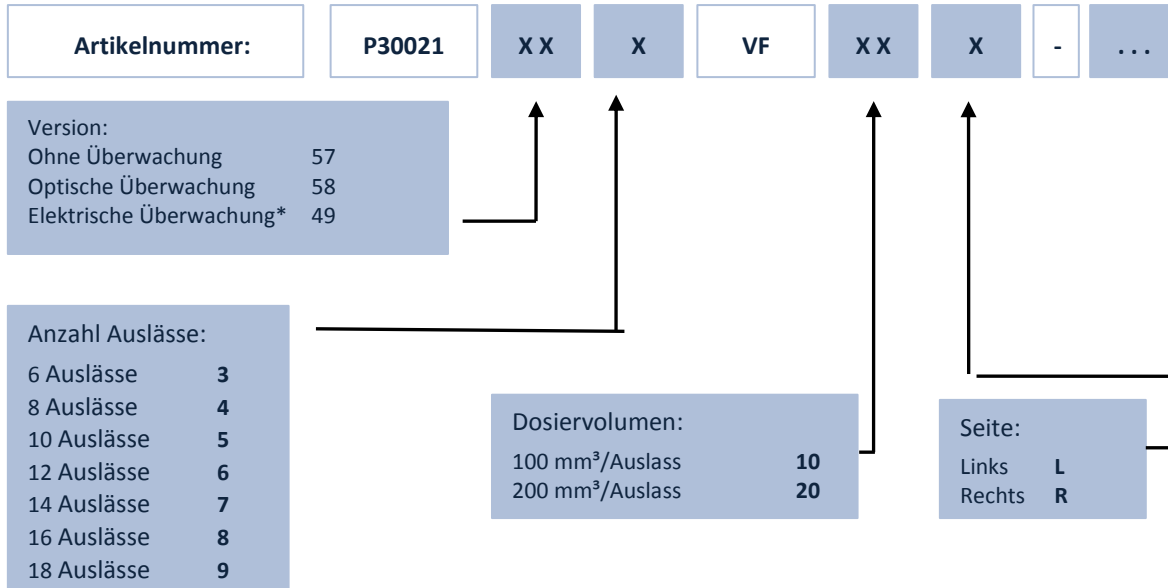 Artikelnummer: P30021 X X X VF X X X - . . .
Version:
Ohne Überwachung 57
Optische Überwachung 58
Elektrische Überwachung* 49
Anzahl Auslässe:
6 Auslässe 3
8 Auslässe 4
10 Auslässe 5
12 Auslässe 6
14 Auslässe 7
16 Auslässe 8
18 Auslässe 9
Dosiervolumen:
100 mm³/Auslass 10
200 mm³/Auslass 20
Seite:
Links L
Rechts R